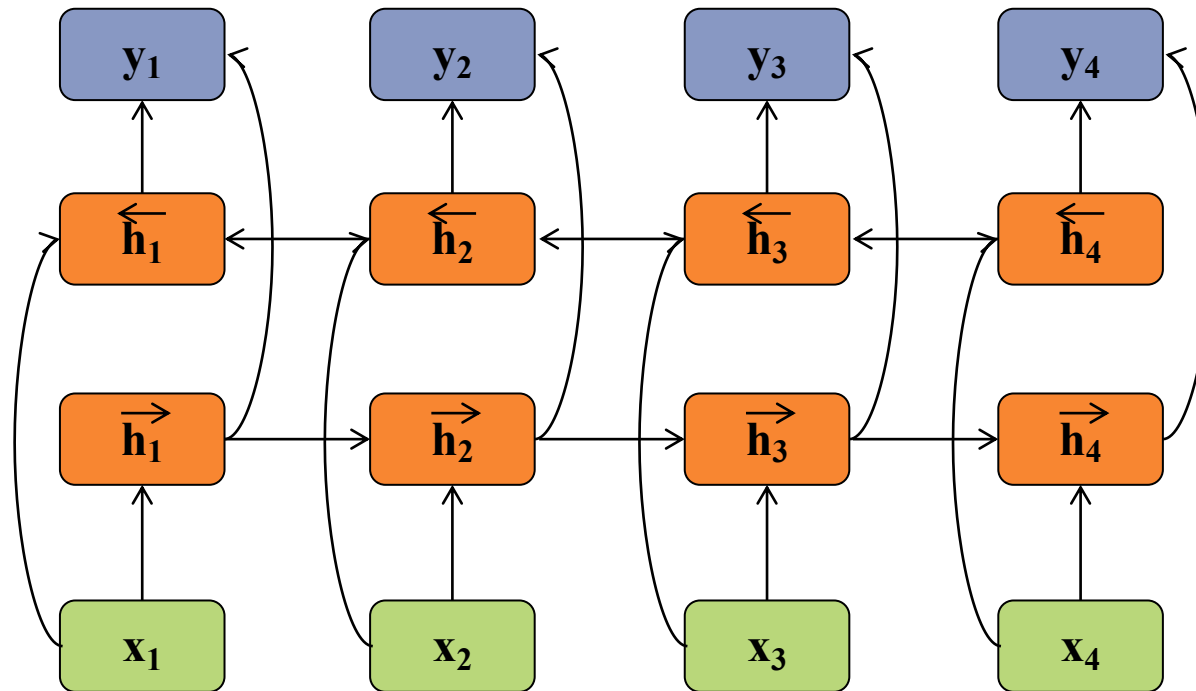 y₁ y₂ y₃ y₄
←h₁ ←h₂ ←h₃ ←h₄
→h₁ →h₂ →h₃ →h₄
x₁ x₂ x₃ x₄